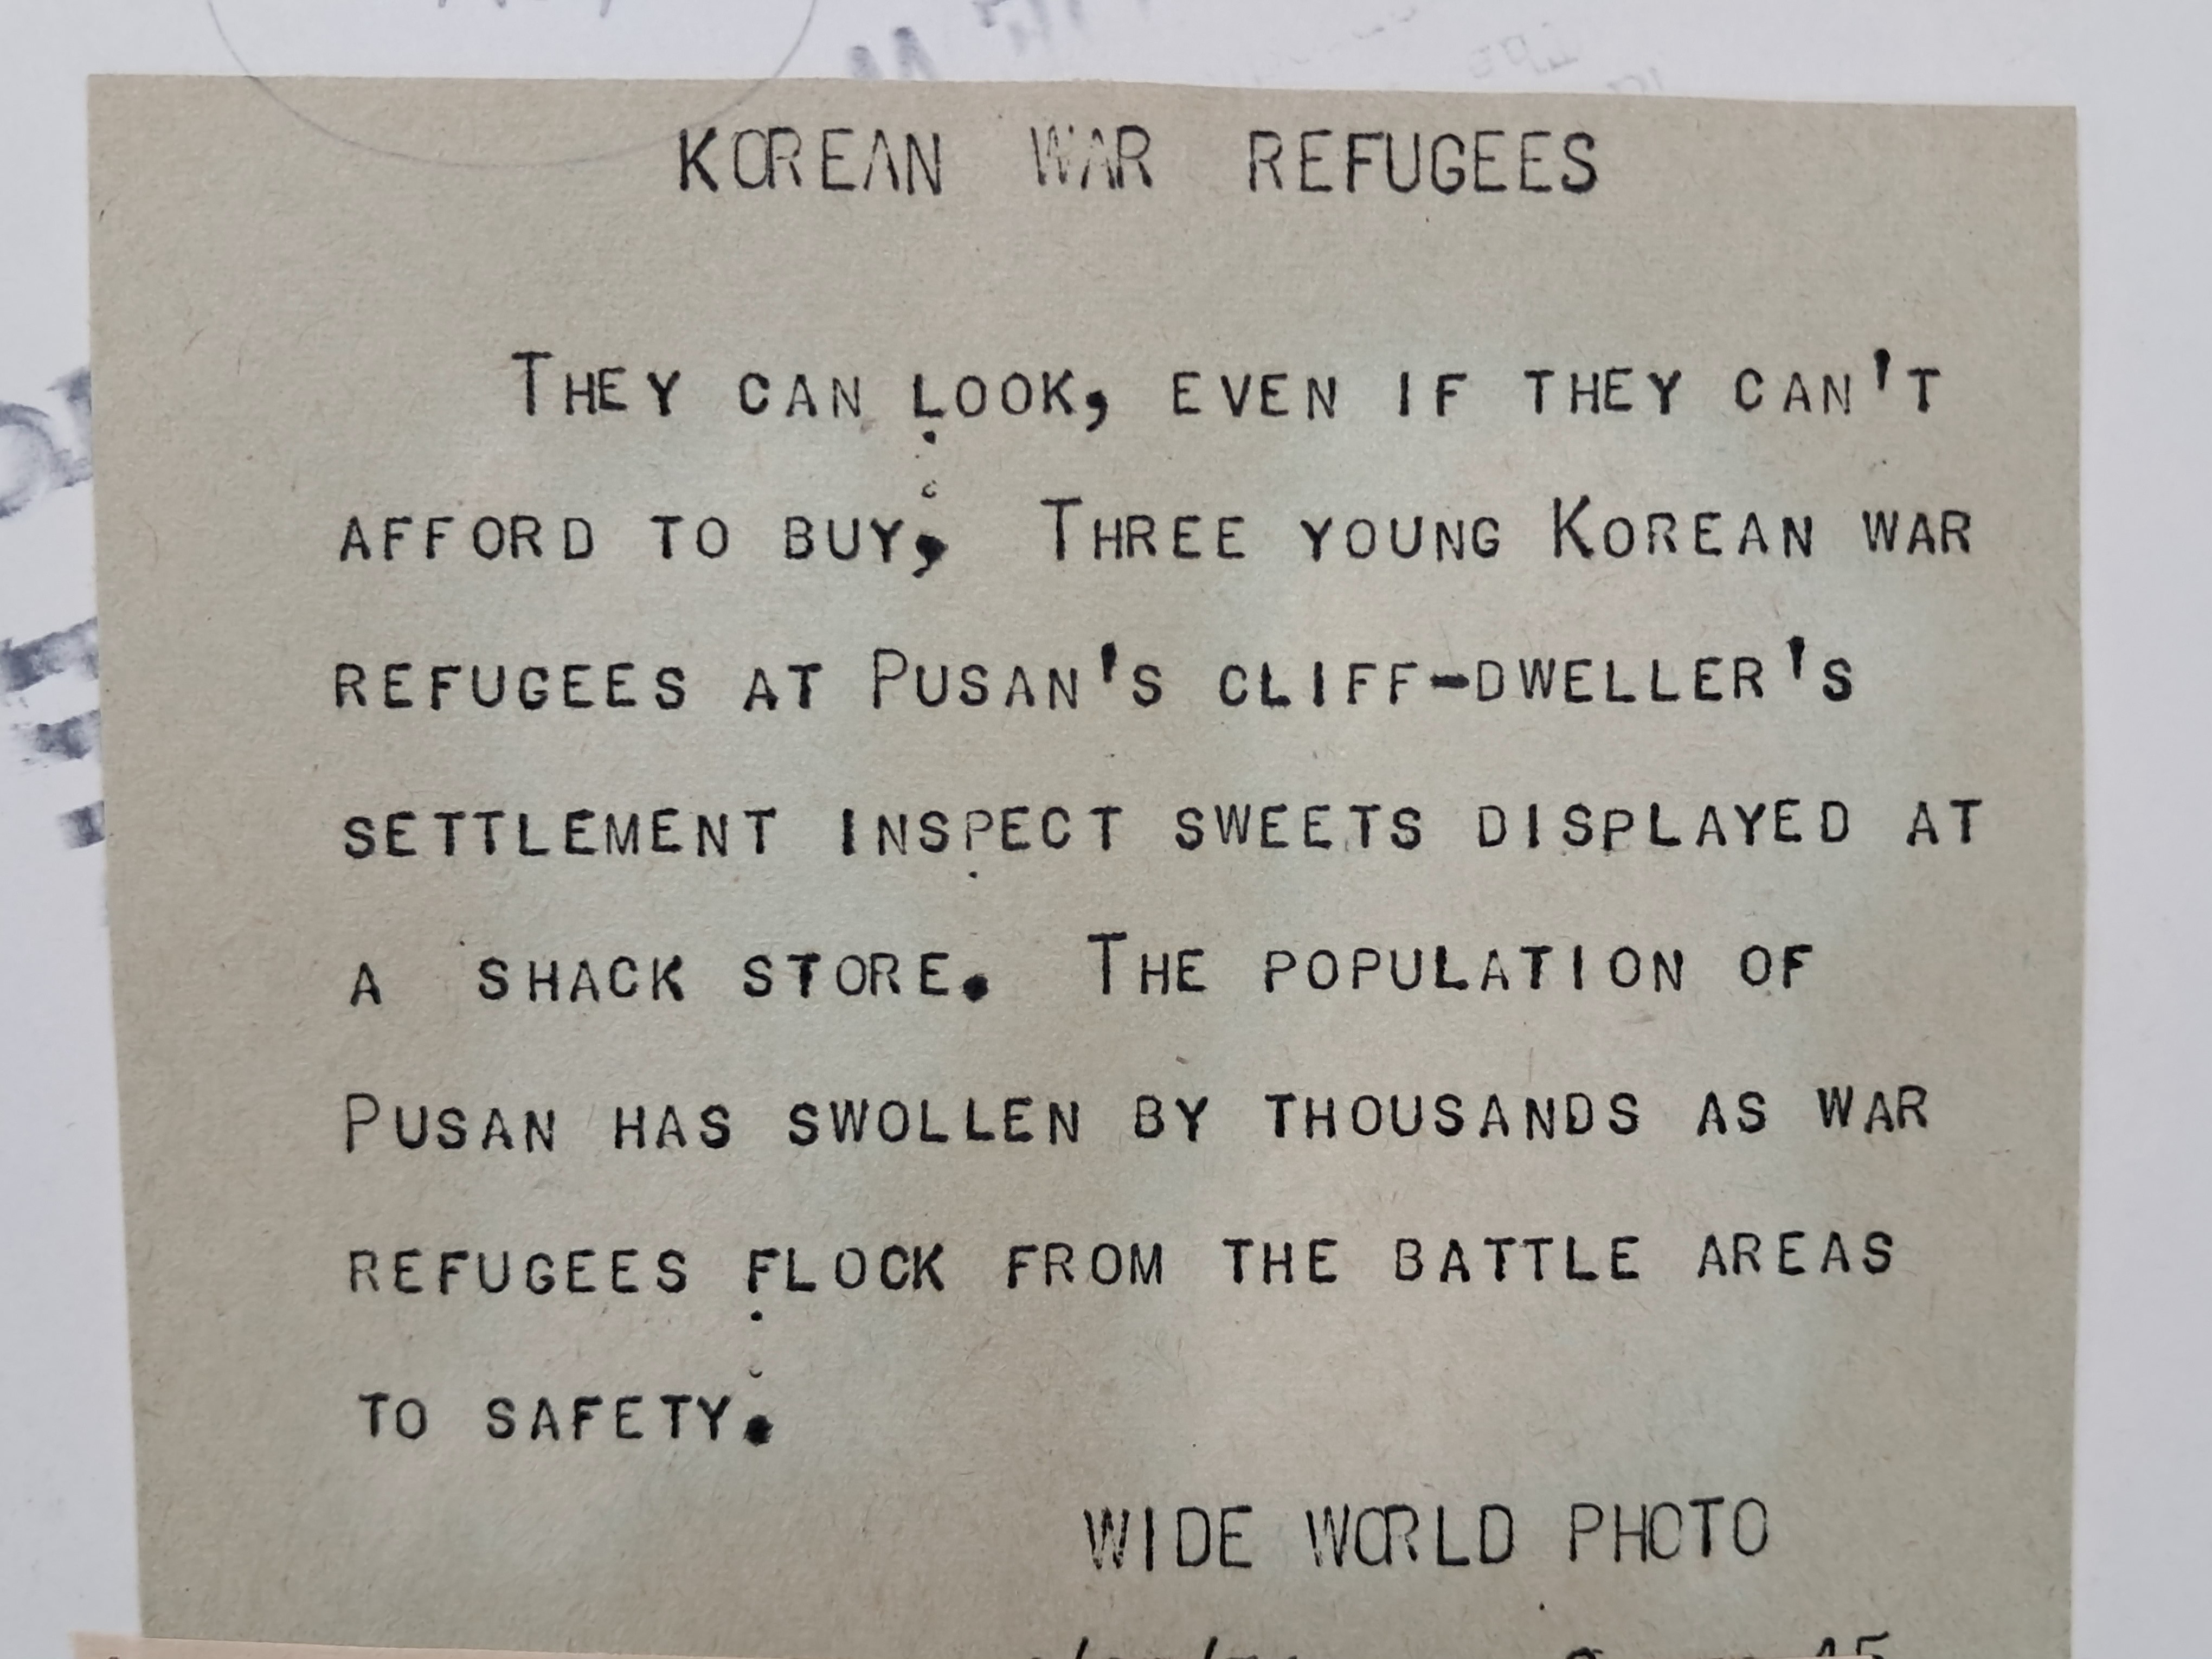 KOREAN WAR REFUGEES
THEY CAN LOOK, EVEN IF THEY CAN'T
AFFORD TO BUY, THREE YOUNG KOREAN WAR
REFUGEES AT PUSAN'S CLIFF-DWELLER'S
SETTLEMENT INSPECT SWEETS DISPLAYED AT
A SHACK STORE. THE POPULATION OF
PUSAN HAS SWOLLEN BY THOUSANDS AS WAR
REFUGEES FLOCK FROM THE BATTLE AREAS
TO SAFETY.
WIDE WORLD PHOTO